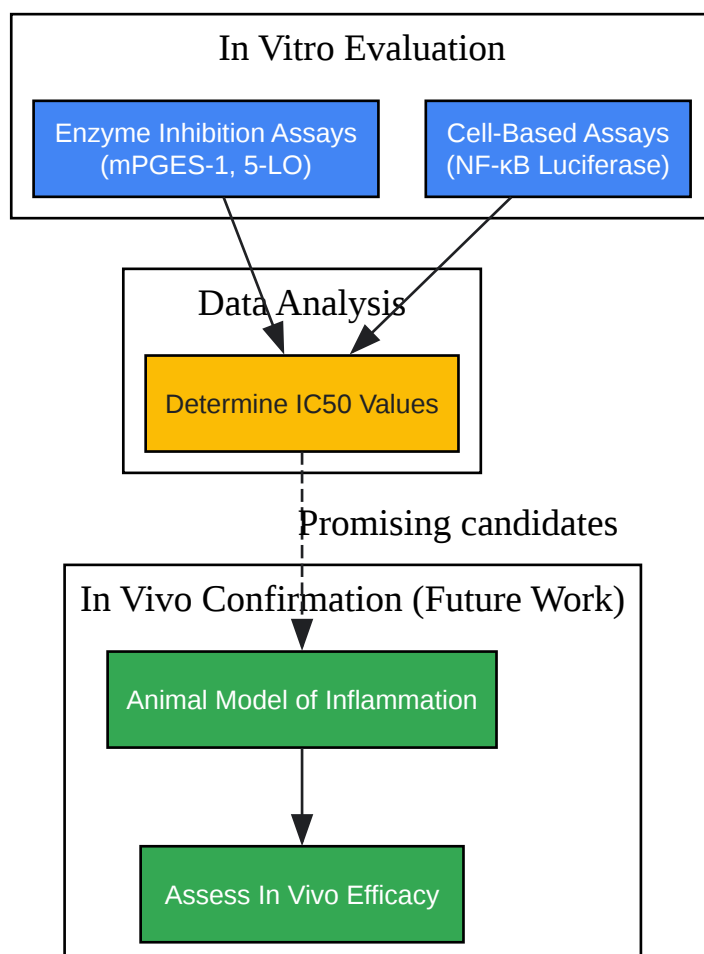 In Vitro Evaluation
Enzyme Inhibition Assays
(mPGES-1, 5-LO)
Cell-Based Assays
(NF-κB Luciferase)
Data Analysis
Determine IC50 Values
Promising candidates
In Vivo Confirmation (Future Work)
Animal Model of Inflammation
Assess In Vivo Efficacy